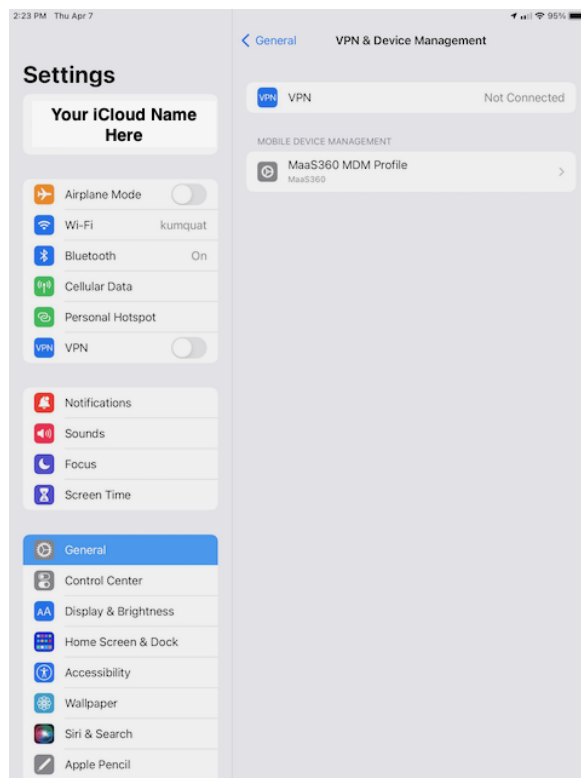 2:23 PM Thu Apr 7
95%
Settings
Your iCloud Name
Here
Airplane Mode
Wi-Fi kumquat
Bluetooth On
Cellular Data
Personal Hotspot
VPN VPN
Notifications
Sounds
Focus
Screen Time
General
Control Center
AA Display & Brightness
Home Screen & Dock
Accessibility
Wallpaper
Siri & Search
Apple Pencil
General VPN & Device Management
VPN VPN Not Connected
MOBILE DEVICE MANAGEMENT
MaaS360 MDM Profile
MaaS360